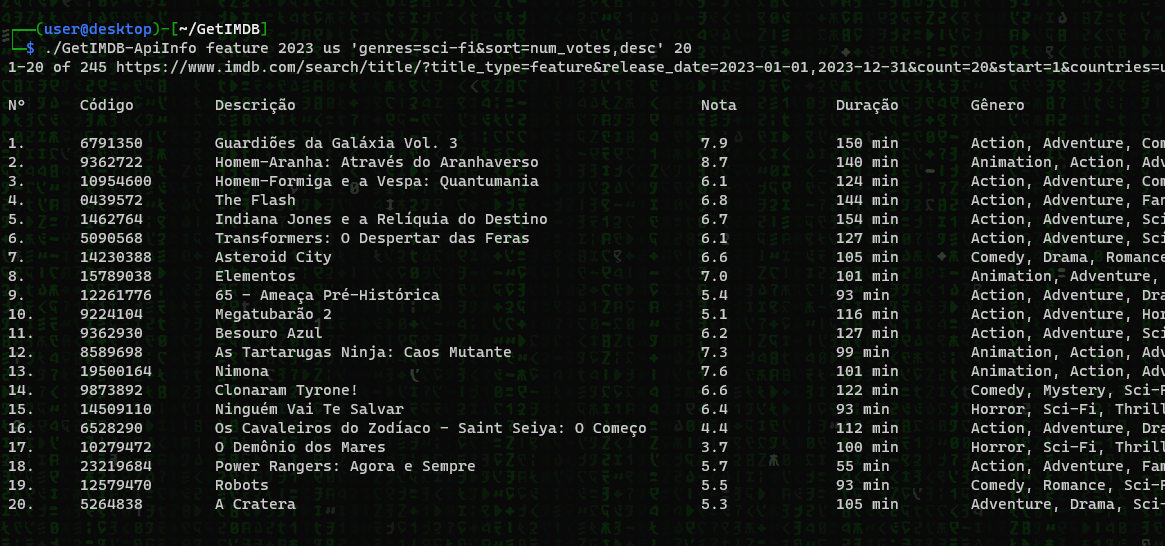 (user@desktop)-[~/GetIMDB]
$ ./GetIMDB-ApiInfo feature 2023 us 'genres=sci-fi&sort=num_votes,desc' 20
1-20 of 245 https://www.imdb.com/search/title/?title_type=feature&release_date=2023-01-01,2023-12-31&count=20&start=1&countries=u
Nº Código Descrição Nota Duração Gênero
1. 6791350 Guardiões da Galáxia Vol. 3 7.9 150 min Action, Adventure, Com
2. 9362722 Homem-Aranha: Através do Aranhaverso 8.7 140 min Animation, Action, Adv
3. 10954600 Homem-Formiga e a Vespa: Quantumania 6.1 124 min Action, Adventure, Com
4. 0439572 The Flash 6.8 144 min Action, Adventure, Fan
5. 1462764 Indiana Jones e a Relíquia do Destino 6.7 154 min Action, Adventure, Sci
6. 5090568 Transformers: O Despertar das Feras 6.1 127 min Action, Adventure, Sci
7. 14230388 Asteroid City 6.6 105 min Comedy, Drama, Romance
8. 15789038 Elementos 7.0 101 min Animation, Adventure,
9. 12261776 65 - Ameaça Pré-Histórica 5.4 93 min Action, Adventure, Dra
10. 9224104 Megatubarão 2 5.1 116 min Action, Adventure, Hor
11. 9362930 Besouro Azul 6.2 127 min Action, Adventure, Sci
12. 8589698 As Tartarugas Ninja: Caos Mutante 7.3 99 min Animation, Action, Adv
13. 19500164 Nimona 7.6 101 min Animation, Action, Adv
14. 9873892 Clonaram Tyrone! 6.6 122 min Comedy, Mystery, Sci-F
15. 14509110 Ninguém Vai Te Salvar 6.4 93 min Horror, Sci-Fi, Thrill
16. 6528290 Os Cavaleiros do Zodíaco - Saint Seiya: O Começo 4.4 112 min Action, Adventure, Dra
17. 10279472 O Demônio dos Mares 3.7 100 min Horror, Sci-Fi, Thrill
18. 23219684 Power Rangers: Agora e Sempre 5.7 55 min Action, Adventure, Fam
19. 12579470 Robots 5.5 93 min Comedy, Romance, Sci-F
20. 5264838 A Cratera 5.3 105 min Adventure, Drama, Sci-